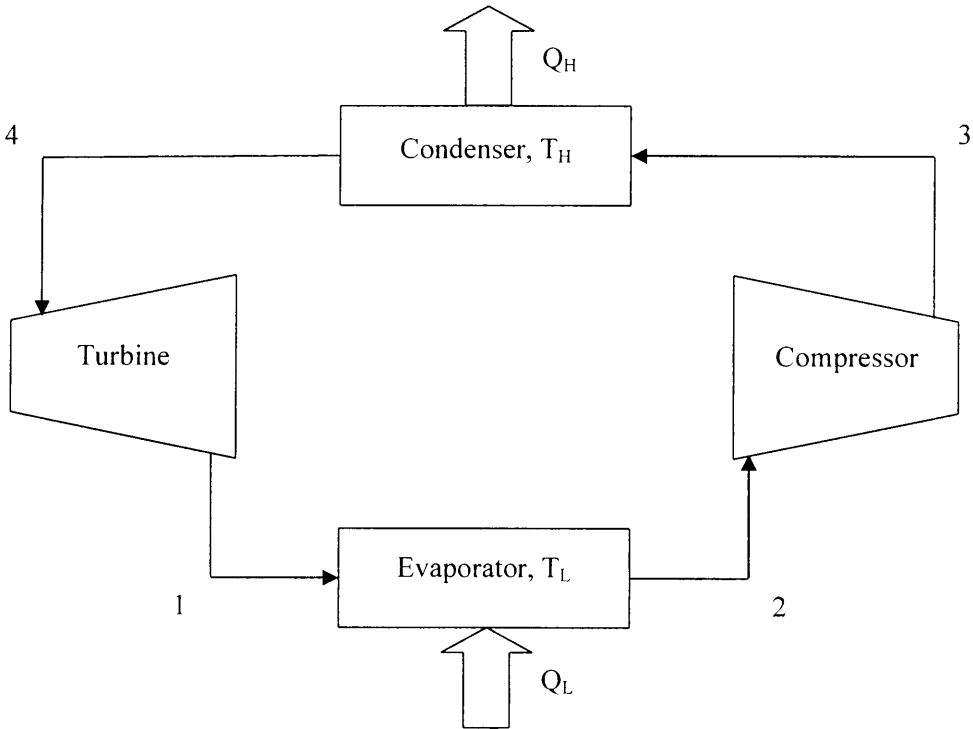 Q_H
4
Condenser, T_H
3
Turbine
Compressor
Evaporator, T_L
1
2
Q_L